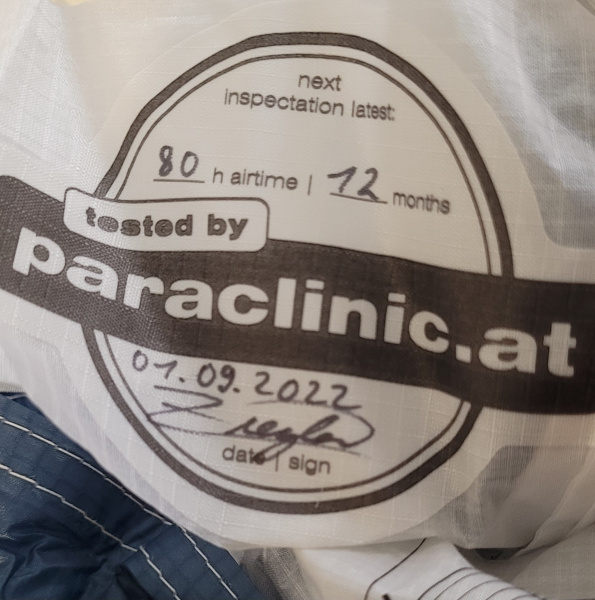 next
inspectation latest:
80 h airtime | 12 months
tested by
paraclinic.at
01.09.2022
date | sign